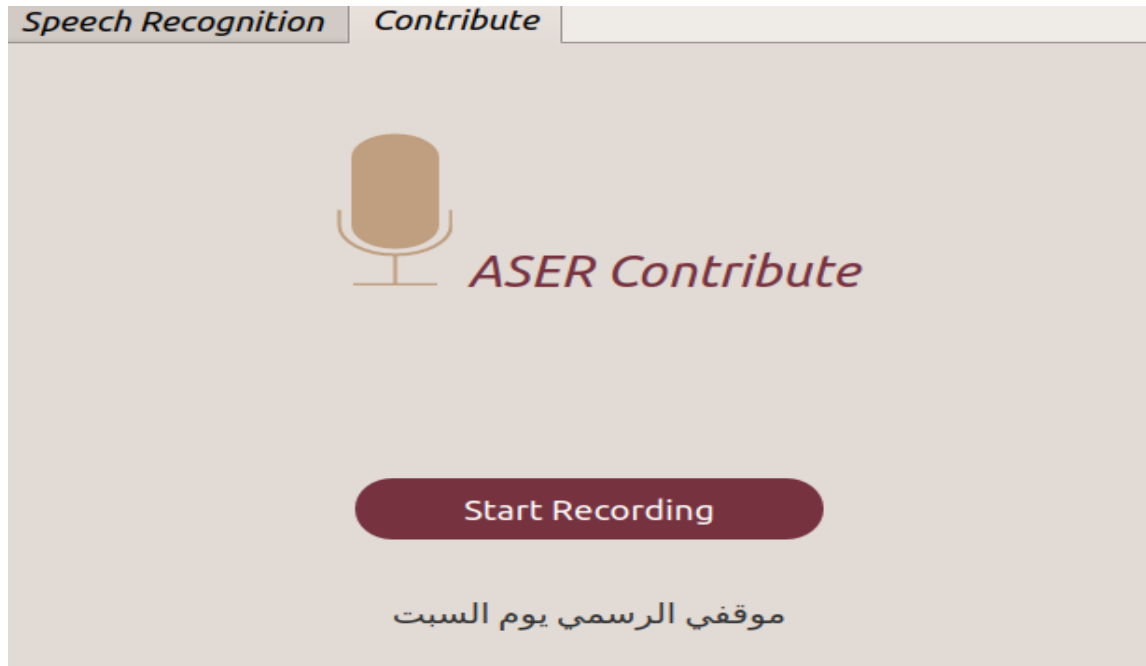 Speech Recognition
Contribute
ASER Contribute
Start Recording
موقفي الرسمي يوم السبت